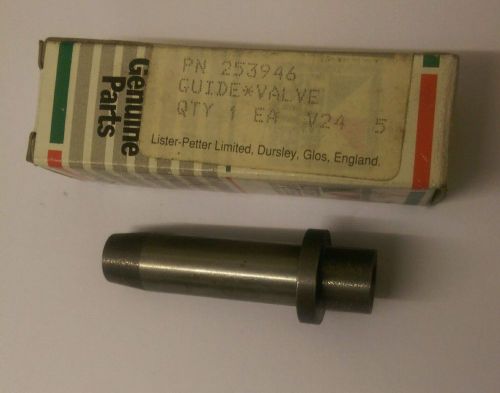 Genuine
Parts
PN 253946
GUIDE*VALVE
QTY 1 EA V24 5
Lister-Petter Limited, Dursley, Glos, England.